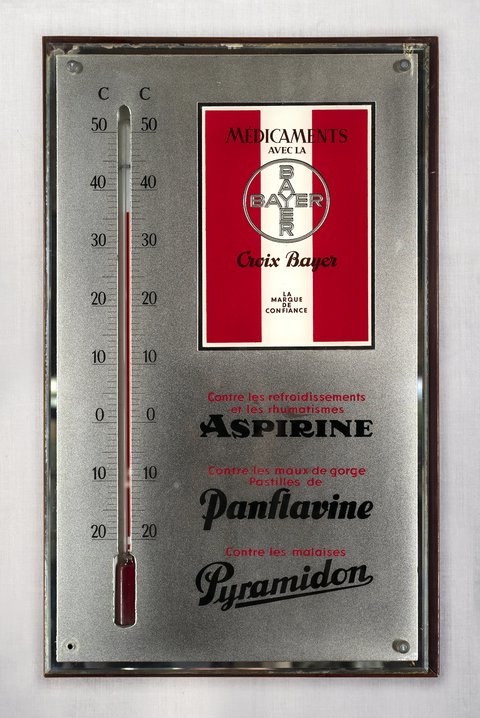 C C
50 50
40 40
30 30
20 20
10 10
0 0
10 10
20 20
MEDICAMENTS
AVEC LA
BAYER
BAYER
Croix Bayer
LA
MARQUE
DE
CONFIANCE
Contre les refroidissements
et les rhumatismes
ASPIRINE
Contre les maux de gorge
Pastilles de
Panflavine
Contre les malaises
Pyramidon